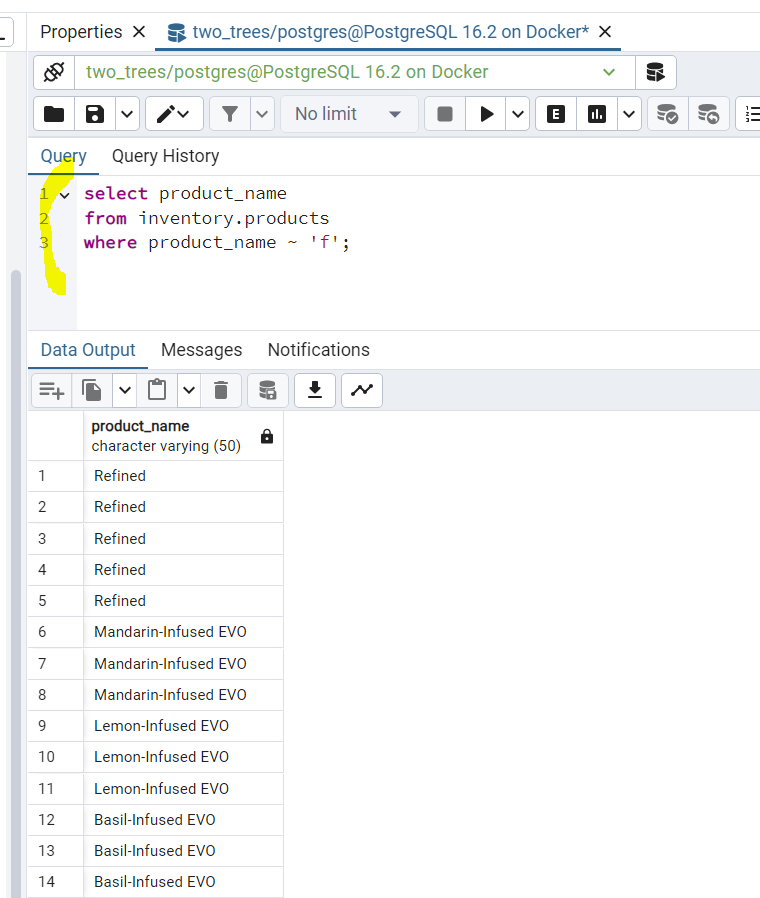 Properties
two_trees/postgres@PostgreSQL 16.2 on Docker*
two_trees/postgres@PostgreSQL 16.2 on Docker
No limit
E
Query Query History
1 select product_name
2 from inventory.products
3 where product_name ~ 'f';
Data Output Messages Notifications
product_name
character varying (50)
1 Refined
2 Refined
3 Refined
4 Refined
5 Refined
6 Mandarin-Infused EVO
7 Mandarin-Infused EVO
8 Mandarin-Infused EVO
9 Lemon-Infused EVO
10 Lemon-Infused EVO
11 Lemon-Infused EVO
12 Basil-Infused EVO
13 Basil-Infused EVO
14 Basil-Infused EVO